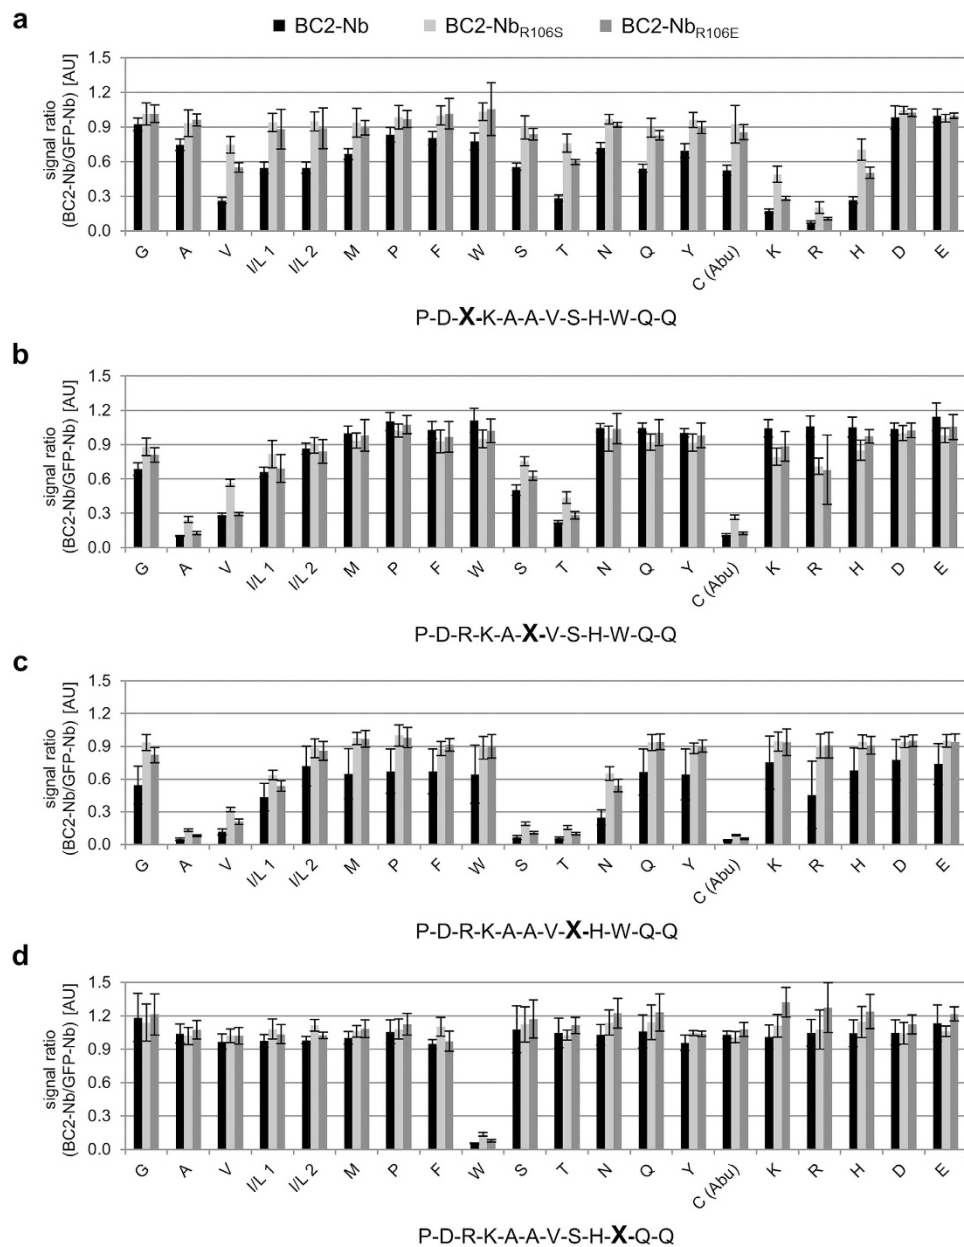 a
BC2-Nb BC2-NbR106S BC2-NbR106E
signal ratio
(BC2-Nb/GFP-Nb) [AU]
1.5
1.2
0.9
0.6
0.3
0.0
G A V I/L 1 I/L 2 M P F W S T N Q Y C (Abu) K R H D E
P-D-X-K-A-A-V-S-H-W-Q-Q
b
signal ratio
(BC2-Nb/GFP-Nb) [AU]
1.5
1.2
0.9
0.6
0.3
0.0
G A V I/L 1 I/L 2 M P F W S T N Q Y C (Abu) K R H D E
P-D-R-K-A-X-V-S-H-W-Q-Q
c
signal ratio
(BC2-Nb/GFP-Nb) [AU]
1.5
1.2
0.9
0.6
0.3
0.0
G A V I/L 1 I/L 2 M P F W S T N Q Y C (Abu) K R H D E
P-D-R-K-A-A-V-X-H-W-Q-Q
d
signal ratio
(BC2-Nb/GFP-Nb) [AU]
1.5
1.2
0.9
0.6
0.3
0.0
G A V I/L 1 I/L 2 M P F W S T N Q Y C (Abu) K R H D E
P-D-R-K-A-A-V-S-H-X-Q-Q